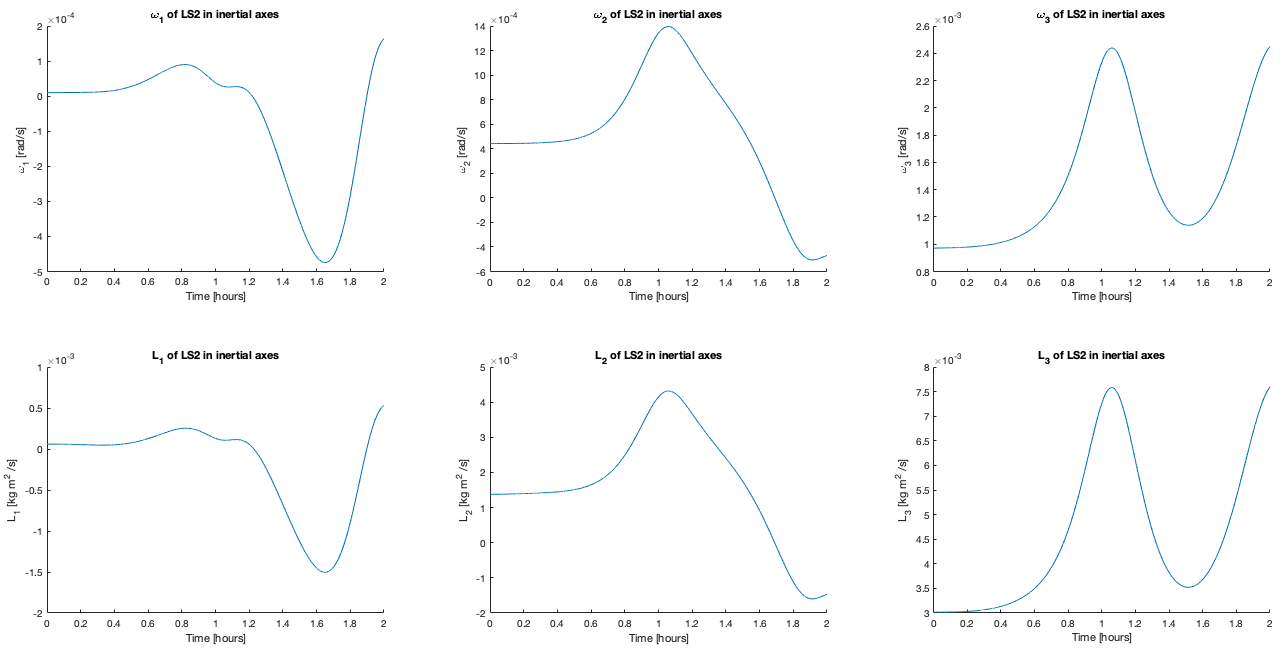 ω1 of LS2 in inertial axes
×10-4
2
1
0
-1
-2
-3
-4
-5
ω1 [rad/s]
0 0.2 0.4 0.6 0.8 1 1.2 1.4 1.6 1.8 2
Time [hours]
ω2 of LS2 in inertial axes
×10-4
14
12
10
8
6
4
2
0
-2
-4
-6
ω2 [rad/s]
0 0.2 0.4 0.6 0.8 1 1.2 1.4 1.6 1.8 2
Time [hours]
ω3 of LS2 in inertial axes
×10-3
2.6
2.4
2.2
2
1.8
1.6
1.4
1.2
1
0.8
ω3 [rad/s]
0 0.2 0.4 0.6 0.8 1 1.2 1.4 1.6 1.8 2
Time [hours]
L1 of LS2 in inertial axes
×10-3
1
0.5
0
-0.5
-1
-1.5
-2
L1 [kg m2 /s]
0 0.2 0.4 0.6 0.8 1 1.2 1.4 1.6 1.8 2
Time [hours]
L2 of LS2 in inertial axes
×10-3
5
4
3
2
1
0
-1
-2
L2 [kg m2 /s]
0 0.2 0.4 0.6 0.8 1 1.2 1.4 1.6 1.8 2
Time [hours]
L3 of LS2 in inertial axes
×10-3
8
7.5
7
6.5
6
5.5
5
4.5
4
3.5
3
L3 [kg m2 /s]
0 0.2 0.4 0.6 0.8 1 1.2 1.4 1.6 1.8 2
Time [hours]